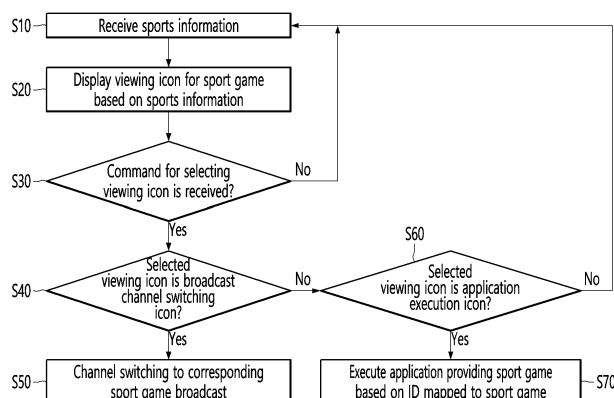 S10
Receive sports information
S20
Display viewing icon for sport game
based on sports information
S30
Command for selecting
viewing icon is received?
No
Yes
S40
Selected
viewing icon is broadcast
channel switching
icon?
No
Yes
S60
Selected
viewing icon is application
execution icon?
No
Yes
S50
Channel switching to corresponding
sport game broadcast
Execute application providing sport game
based on ID mapped to sport game
S70